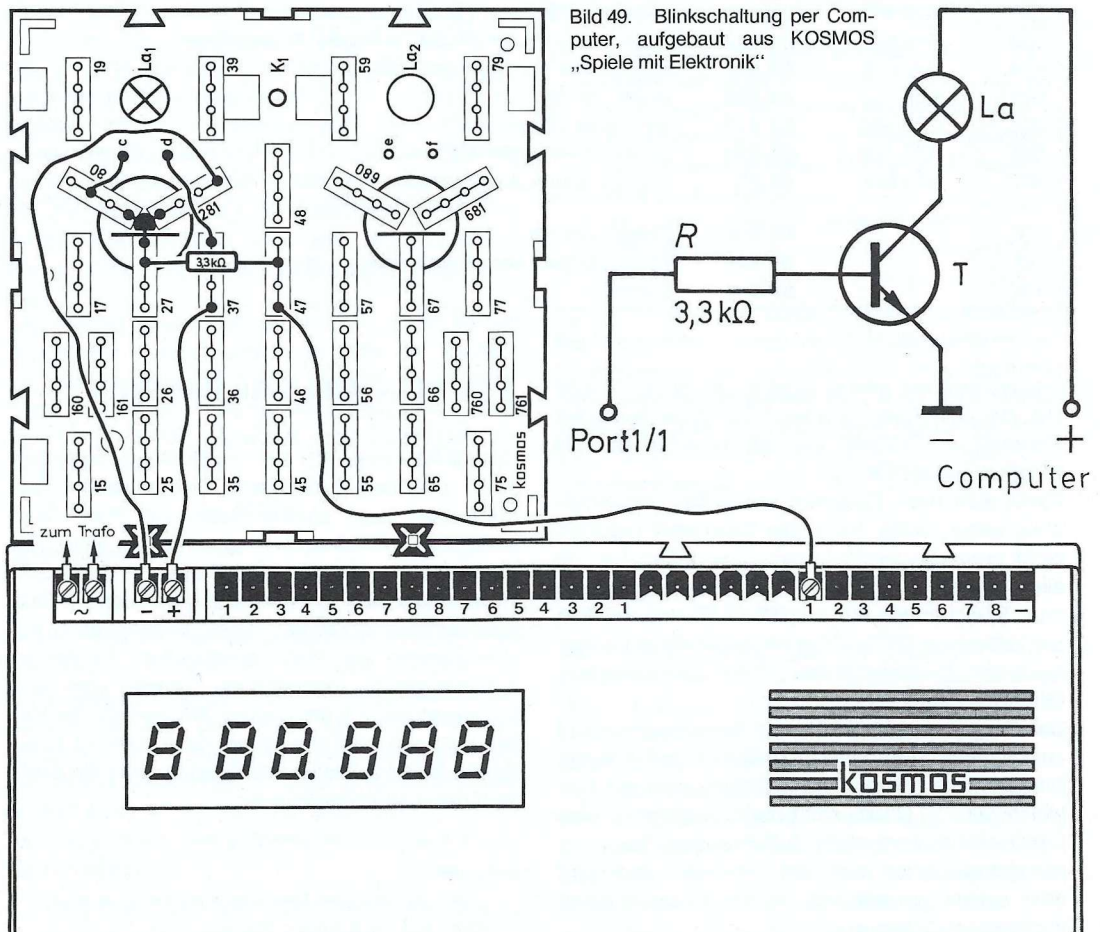 Bild 49. Blinkschaltung per Com-
puter, aufgebaut aus KOSMOS
„Spiele mit Elektronik“
19
La₁
39
K₁
59
La₂
79
c
d
e
f
80
281
48
680
681
3,3kΩ
17
27
37
47
57
67
77
160
161
26
36
46
56
66
760
761
15
25
35
45
55
65
75
kosmos
R
3,3 kΩ
T
La
Port1/1
−
+
Computer
zum Trafo
~
− +
1 2 3 4 5 6 7 8 8 7 6 5 4 3 2 1
1 2 3 4 5 6 7 8 −
8 88.888
kosmos